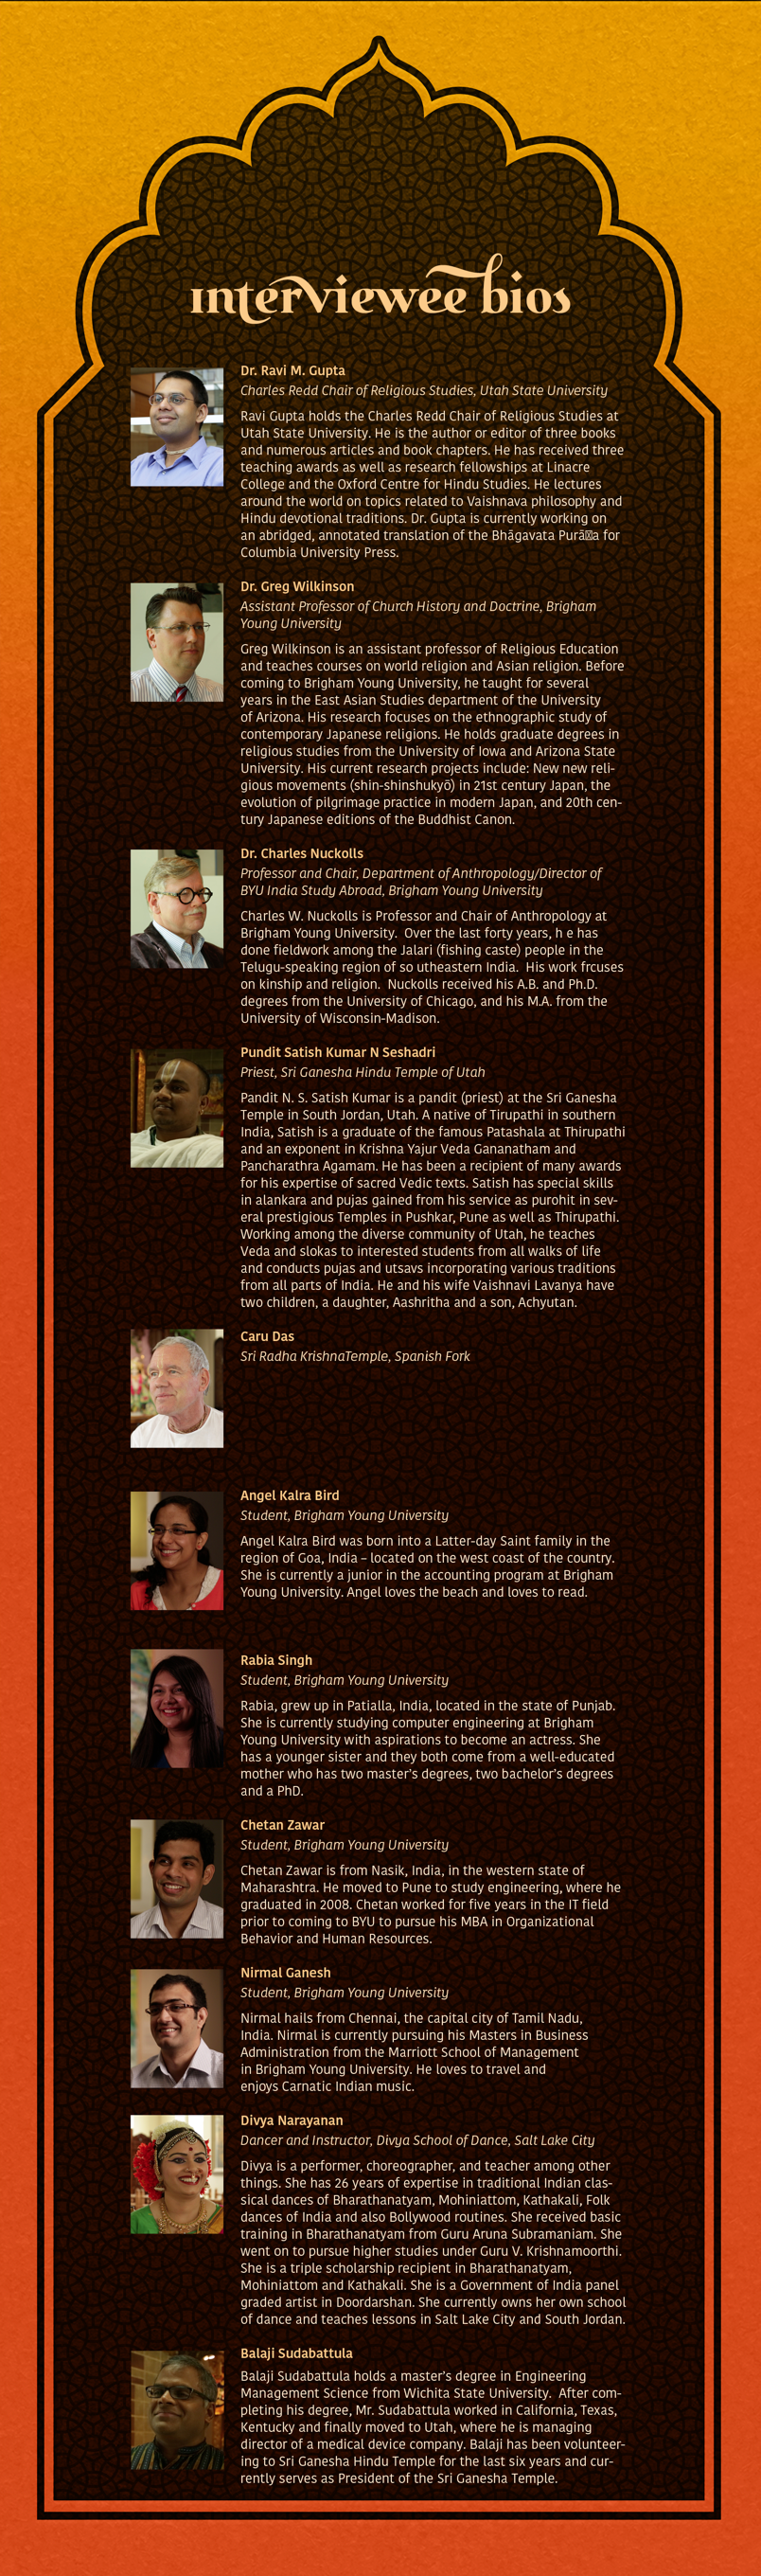 interviewee bios
Dr. Ravi M. Gupta
Charles Redd Chair of Religious Studies, Utah State University
Ravi Gupta holds the Charles Redd Chair of Religious Studies at
Utah State University. He is the author or editor of three books
and numerous articles and book chapters. He has received three
teaching awards as well as research fellowships at Linacre
College and the Oxford Centre for Hindu Studies. He lectures
around the world on topics related to Vaishnava philosophy and
Hindu devotional traditions. Dr. Gupta is currently working on
an abridged, annotated translation of the Bhāgavata for
Columbia University Press.
Dr. Greg Wilkinson
Assistant Professor of Church History and Doctrine, Brigham
Young University
Greg Wilkinson is an assistant professor of Religious Education
and teaches courses on world religion and Asian religion. Before
coming to Brigham Young University, he taught for several
years in the East Asian Studies department of the University
of Arizona. His research focuses on the ethnographic study of
contemporary Japanese religions. He holds graduate degrees in
religious studies from the University of Iowa and Arizona State
University. His current research projects include: New new reli-
gious movements (shin-shinshukyō) in 21st century Japan, the
evolution of pilgrimage practice in modern Japan, and 20th cen-
tury Japanese editions of the Buddhist Canon.
Dr. Charles Nuckolls
Professor and Chair, Department of Anthropology/Director of
BYU India Study Abroad, Brigham Young University
Charles W. Nuckolls is Professor and Chair of Anthropology at
Brigham Young University.  Over the last forty years, h e has
done fieldwork among the Jalari (fishing caste) people in the
Telugu-speaking region of so utheastern India.  His work frcuses
on kinship and religion.  Nuckolls received his A.B. and Ph.D.
degrees from the University of Chicago, and his M.A. from the
University of Wisconsin-Madison.
Pundit Satish Kumar N Seshadri
Priest, Sri Ganesha Hindu Temple of Utah
Pandit N. S. Satish Kumar is a pandit (priest) at the Sri Ganesha
Temple in South Jordan, Utah. A native of Tirupathi in southern
India, Satish is a graduate of the famous Patashala at Thirupathi
and an exponent in Krishna Yajur Veda Gananatham and
Pancharathra Agamam. He has been a recipient of many awards
for his expertise of sacred Vedic texts. Satish has special skills
in alankara and pujas gained from his service as purohit in sev-
eral prestigious Temples in Pushkar, Pune as well as Thirupathi.
Working among the diverse community of Utah, he teaches
Veda and slokas to interested students from all walks of life
and conducts pujas and utsavs incorporating various traditions
from all parts of India. He and his wife Vaishnavi Lavanya have
two children, a daughter, Aashritha and a son, Achyutan.
Caru Das
Sri Radha KrishnaTemple, Spanish Fork
Angel Kalra Bird
Student, Brigham Young University
Angel Kalra Bird was born into a Latter-day Saint family in the
region of Goa, India – located on the west coast of the country.
She is currently a junior in the accounting program at Brigham
Young University. Angel loves the beach and loves to read.
Rabia Singh
Student, Brigham Young University
Rabia, grew up in Patialla, India, located in the state of Punjab.
She is currently studying computer engineering at Brigham
Young University with aspirations to become an actress. She
has a younger sister and they both come from a well-educated
mother who has two master's degrees, two bachelor's degrees
and a PhD.
Chetan Zawar
Student, Brigham Young University
Chetan Zawar is from Nasik, India, in the western state of
Maharashtra. He moved to Pune to study engineering, where he
graduated in 2008. Chetan worked for five years in the IT field
prior to coming to BYU to pursue his MBA in Organizational
Behavior and Human Resources.
Nirmal Ganesh
Student, Brigham Young University
Nirmal hails from Chennai, the capital city of Tamil Nadu,
India. Nirmal is currently pursuing his Masters in Business
Administration from the Marriott School of Management
in Brigham Young University. He loves to travel and
enjoys Carnatic Indian music.
Divya Narayanan
Dancer and Instructor, Divya School of Dance, Salt Lake City
Divya is a performer, choreographer, and teacher among other
things. She has 26 years of expertise in traditional Indian clas-
sical dances of Bharathanatyam, Mohiniattom, Kathakali, Folk
dances of India and also Bollywood routines. She received basic
training in Bharathanatyam from Guru Aruna Subramaniam. She
went on to pursue higher studies under Guru V. Krishnamoorthi.
She is a triple scholarship recipient in Bharathanatyam,
Mohiniattom and Kathakali. She is a Government of India panel
graded artist in Doordarshan. She currently owns her own school
of dance and teaches lessons in Salt Lake City and South Jordan.
Balaji Sudabattula
Balaji Sudabattula holds a master's degree in Engineering
Management Science from Wichita State University.  After com-
pleting his degree, Mr. Sudabattula worked in California, Texas,
Kentucky and finally moved to Utah, where he is managing
director of a medical device company. Balaji has been volunteer-
ing to Sri Ganesha Hindu Temple for the last six years and cur-
rently serves as President of the Sri Ganesha Temple.